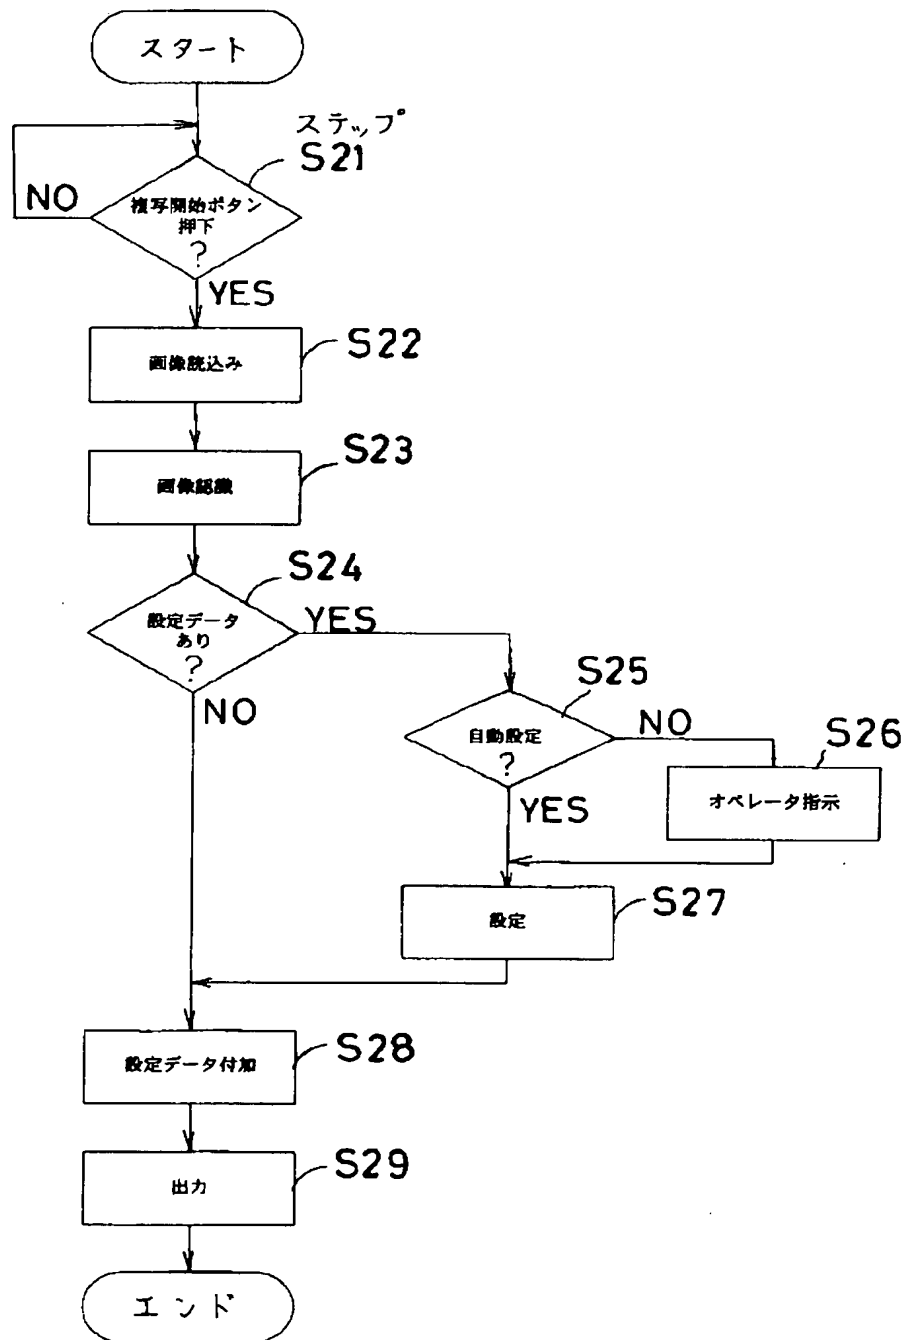 スタート
ステップ
S21
NO
複写開始ボタン
押下
?
YES
S22
画像読込み
S23
画像認識
S24
設定データ
あり
?
YES
NO
S25
自動設定
?
NO
YES
S26
オペレータ指示
S27
設定
S28
設定データ付加
S29
出力
エンド